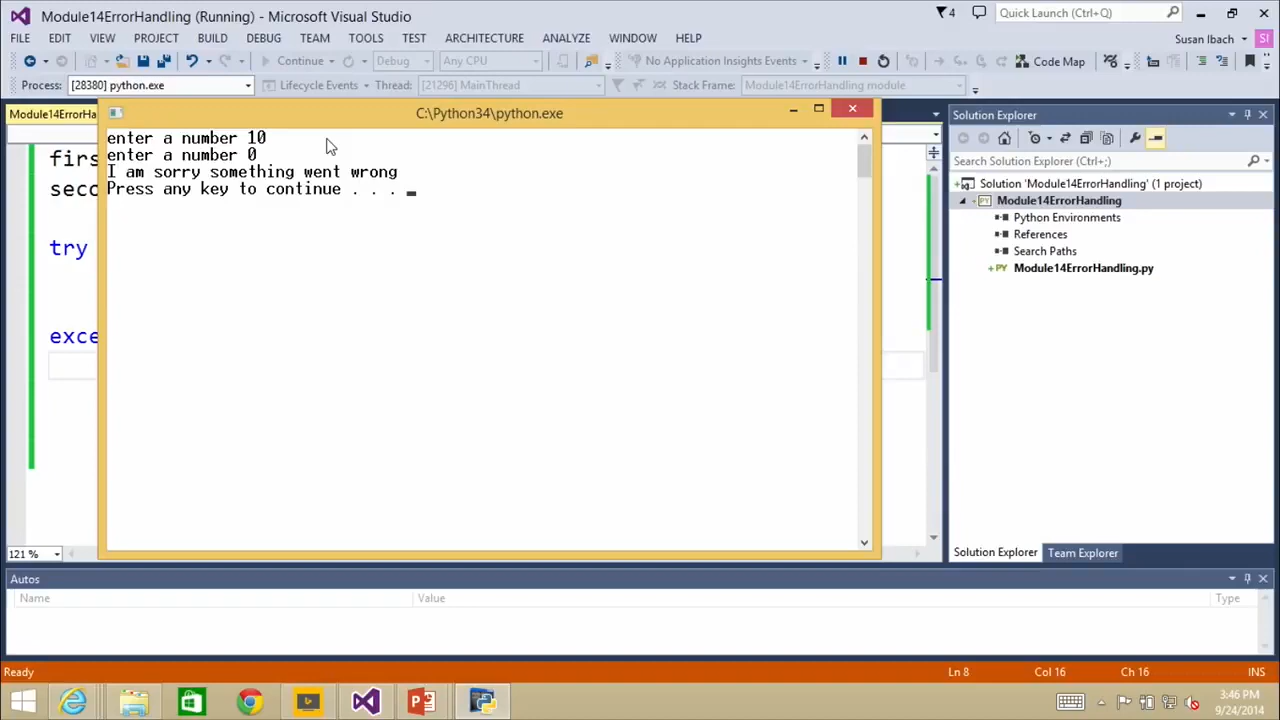 Module14ErrorHandling (Running) - Microsoft Visual Studio
4
Quick Launch (Ctrl+Q)
FILE EDIT VIEW PROJECT BUILD DEBUG TEAM TOOLS TEST ARCHITECTURE ANALYZE WINDOW HELP
Susan Ibach SI
Continue Debug Any CPU No Application Insights Events Code Map
Process: [28380] python.exe Lifecycle Events Thread: [21296] MainThread Stack Frame: Module14ErrorHandling module
Module14ErrorHa
C:\Python34\python.exe
enter a number 10
enter a number 0
I am sorry something went wrong
Press any key to continue . . .
firs
seco
try
exce
Solution Explorer
Search Solution Explorer (Ctrl+;)
Solution 'Module14ErrorHandling' (1 project)
Module14ErrorHandling
Python Environments
References
Search Paths
PY Module14ErrorHandling.py
121 %
Solution Explorer Team Explorer
Autos
Name Value Type
Ready Ln 8 Col 16 Ch 16 INS
3:46 PM
9/24/2014